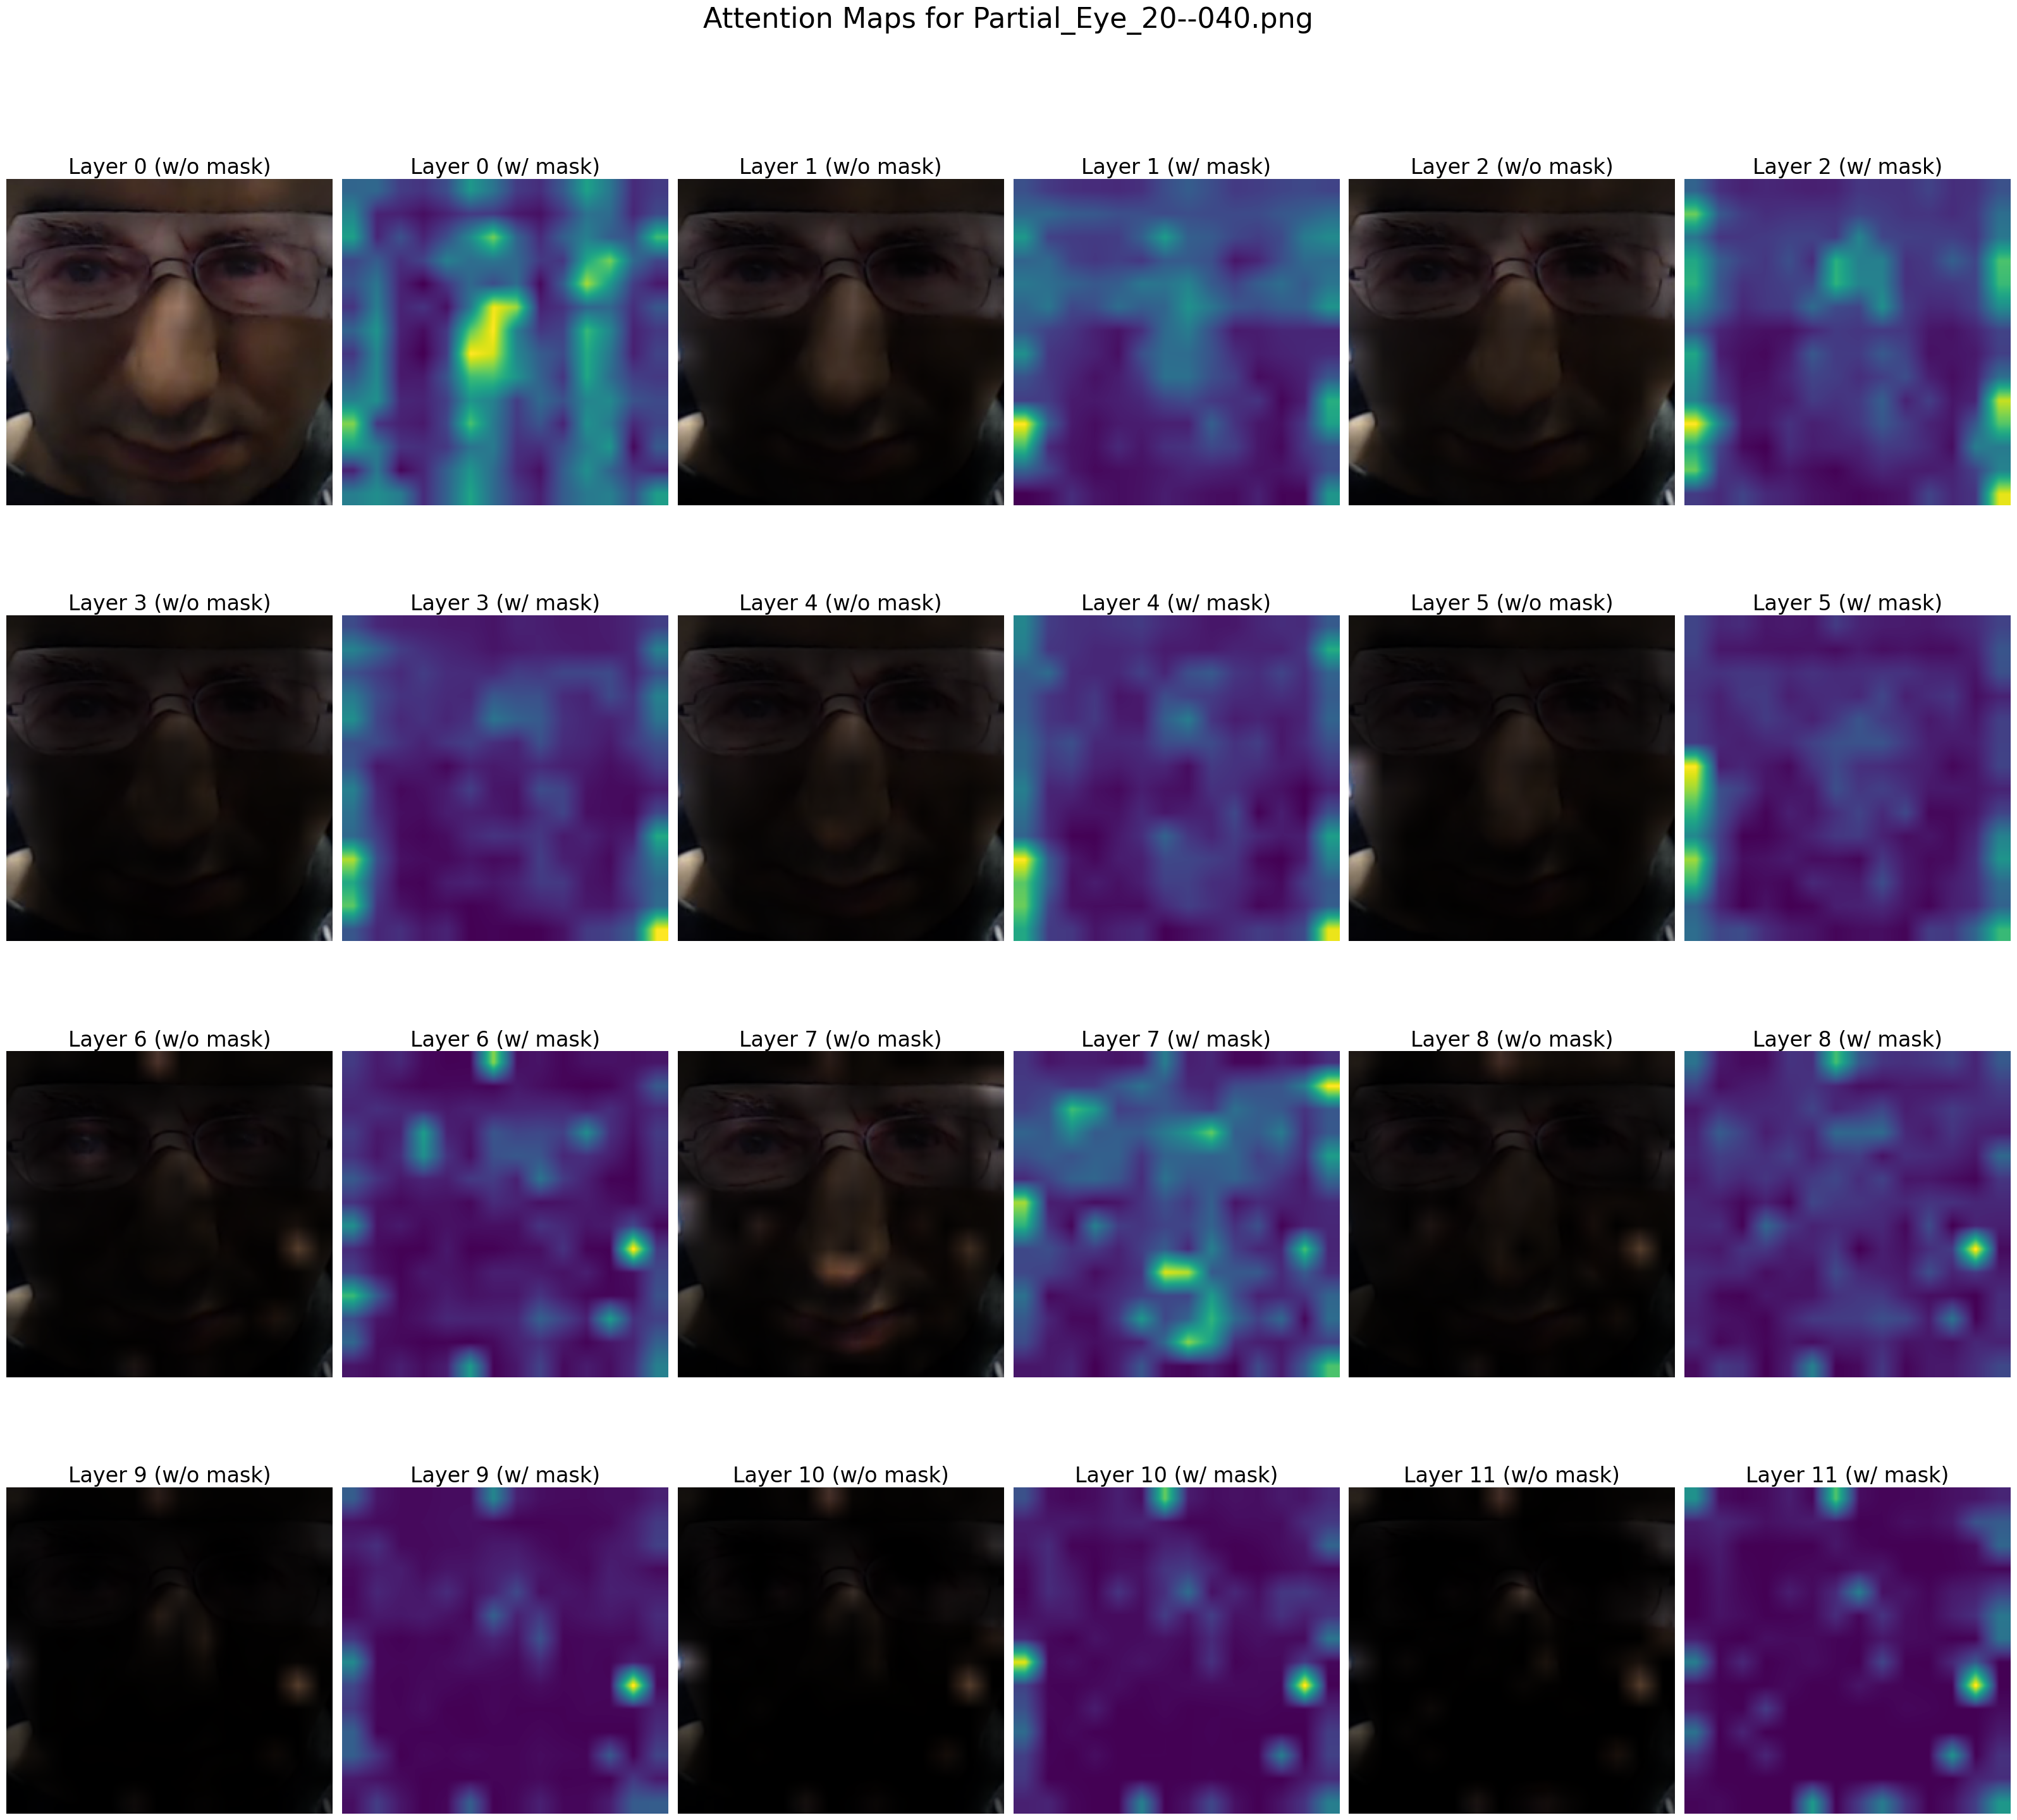 Attention Maps for Partial_Eye_20--040.png
Layer 0 (w/o mask) Layer 0 (w/ mask) Layer 1 (w/o mask) Layer 1 (w/ mask) Layer 2 (w/o mask) Layer 2 (w/ mask)
Layer 3 (w/o mask) Layer 3 (w/ mask) Layer 4 (w/o mask) Layer 4 (w/ mask) Layer 5 (w/o mask) Layer 5 (w/ mask)
Layer 6 (w/o mask) Layer 6 (w/ mask) Layer 7 (w/o mask) Layer 7 (w/ mask) Layer 8 (w/o mask) Layer 8 (w/ mask)
Layer 9 (w/o mask) Layer 9 (w/ mask) Layer 10 (w/o mask) Layer 10 (w/ mask) Layer 11 (w/o mask) Layer 11 (w/ mask)